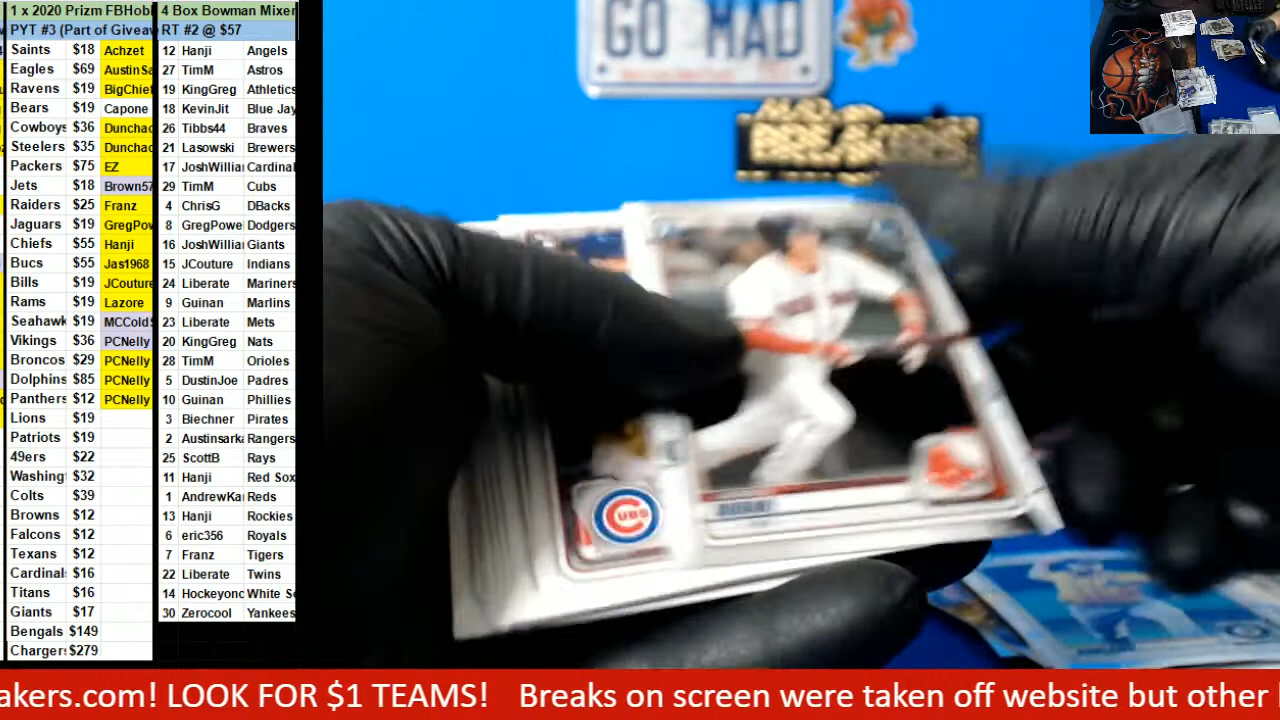 1 x 2020 Prizm FBHobi
PYT #3 (Part of Giveaw
Saints $18 Achzet
Eagles $69 AustinSa
Ravens $19 BigChief
Bears $19 Capone
Cowboys $36 Dunchac
Steelers $35 Dunchac
Packers $75 EZ
Jets $18 Brown57
Raiders $25 Franz
Jaguars $19 GregPow
Chiefs $55 Hanji
Bucs $55 Jas1968
Bills $19 JCouture
Rams $19 Lazore
Seahawk $19 MCColdS
Vikings $36 PCNelly
Broncos $29 PCNelly
Dolphins $85 PCNelly
Panthers $12 PCNelly
Lions $19
Patriots $19
49ers $22
Washing $32
Colts $39
Browns $12
Falcons $12
Texans $12
Cardinal $16
Titans $16
Giants $17
Bengals $149
Charger $279
4 Box Bowman Mixer
RT #2 @ $57
12 Hanji Angels
27 TimM Astros
19 KingGreg Athletics
18 KevinJit Blue Jay
26 Tibbs44 Braves
21 Lasowski Brewers
17 JoshWillia Cardinal
29 TimM Cubs
4 ChrisG DBacks
8 GregPowe Dodgers
16 JoshWillia Giants
15 JCouture Indians
24 Liberate Mariners
9 Guinan Marlins
23 Liberate Mets
20 KingGreg Nats
28 TimM Orioles
5 DustinJoe Padres
10 Guinan Phillies
3 Biechner Pirates
2 Austinsark Rangers
25 ScottB Rays
11 Hanji Red Sox
1 AndrewKa Reds
13 Hanji Rockies
6 eric356 Royals
7 Franz Tigers
22 Liberate Twins
14 Hockeyonc White So
30 Zerocool Yankees
GO MAD
CUBS
akers.com! LOOK FOR $1 TEAMS! Breaks on screen were taken off website but other